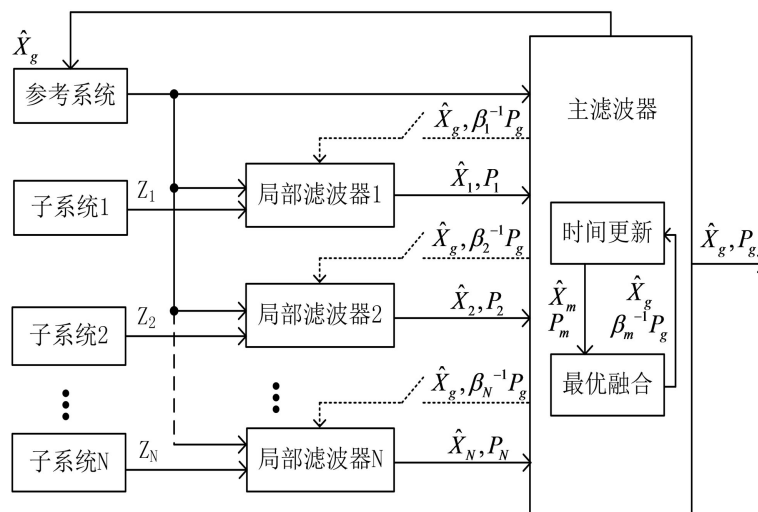 X̂g
参考系统
主滤波器
X̂g, β1⁻¹Pg
子系统1
Z1
局部滤波器1
X̂1, P1
时间更新
X̂g, Pg
X̂g, β2⁻¹Pg
X̂m
Pm
X̂g
βm⁻¹Pg
子系统2
Z2
局部滤波器2
X̂2, P2
最优融合
X̂g, βN⁻¹Pg
子系统N
ZN
局部滤波器N
X̂N, PN